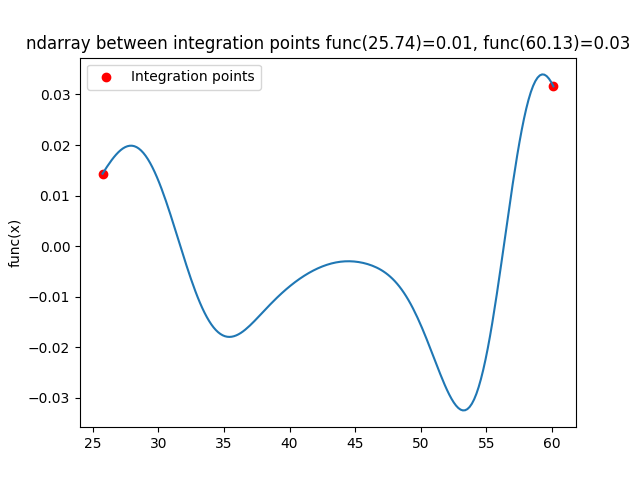 ndarray between integration points func(25.74)=0.01, func(60.13)=0.03
Integration points
func(x)
0.03
0.02
0.01
0.00
−0.01
−0.02
−0.03
25 30 35 40 45 50 55 60